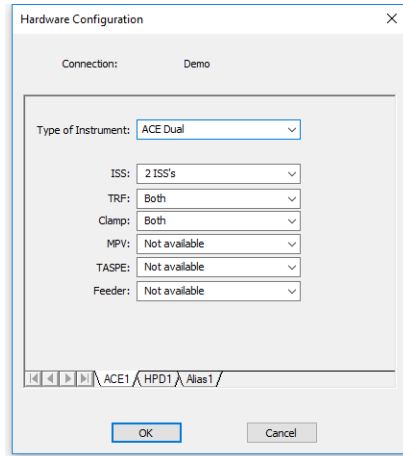 Hardware Configuration
Connection: Demo
Type of Instrument: ACE Dual
ISS: 2 ISS's
TRF: Both
Clamp: Both
MPV: Not available
TASPE: Not available
Feeder: Not available
ACE1 HPD1 Alias1
OK Cancel